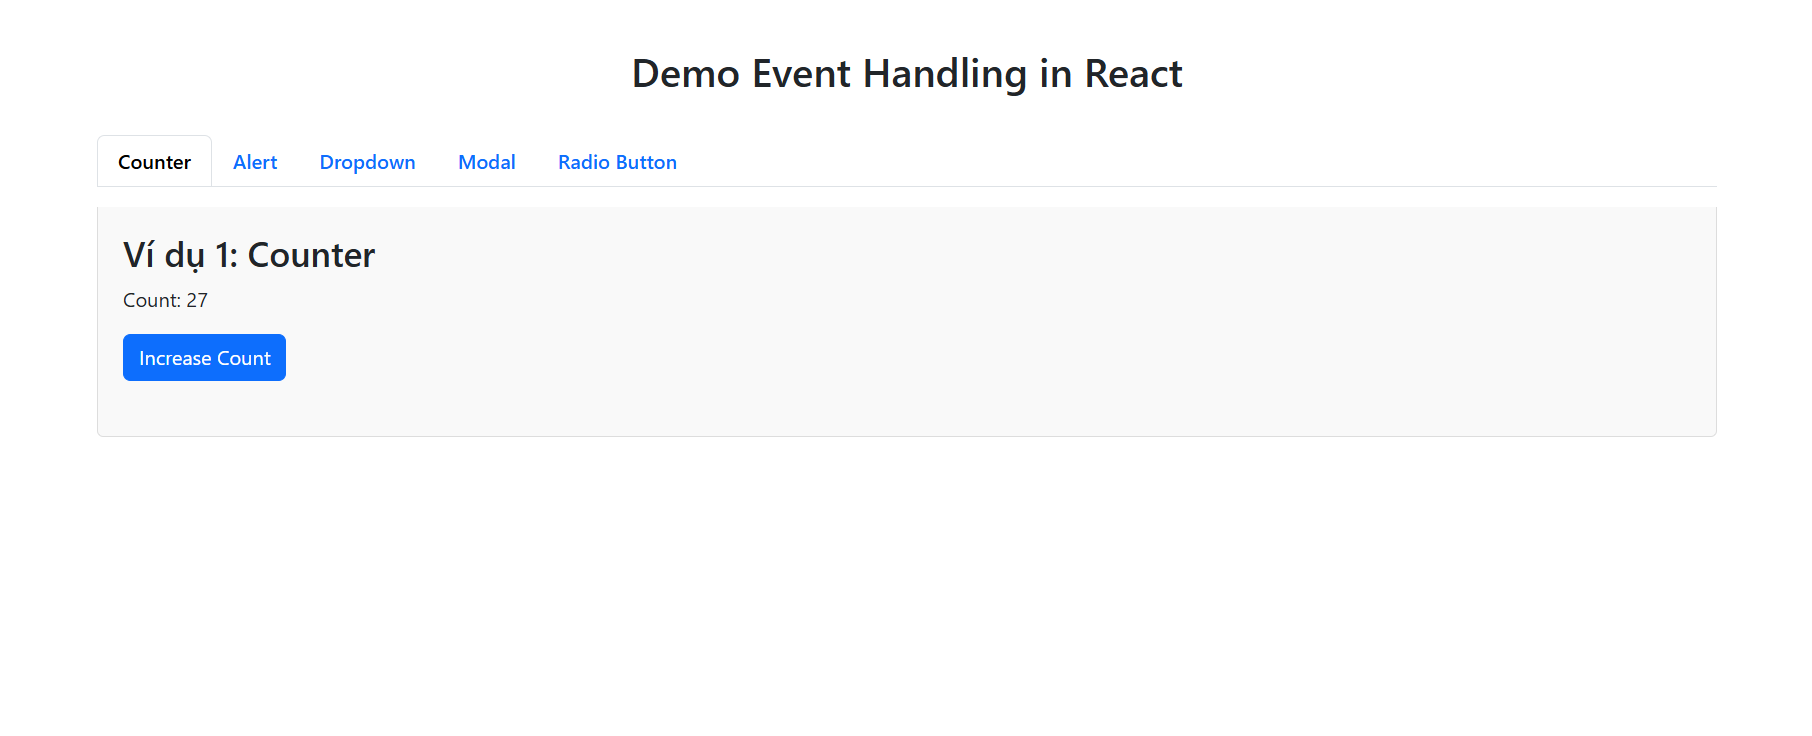 Demo Event Handling in React
Counter Alert Dropdown Modal Radio Button
Ví dụ 1: Counter
Count: 27
Increase Count